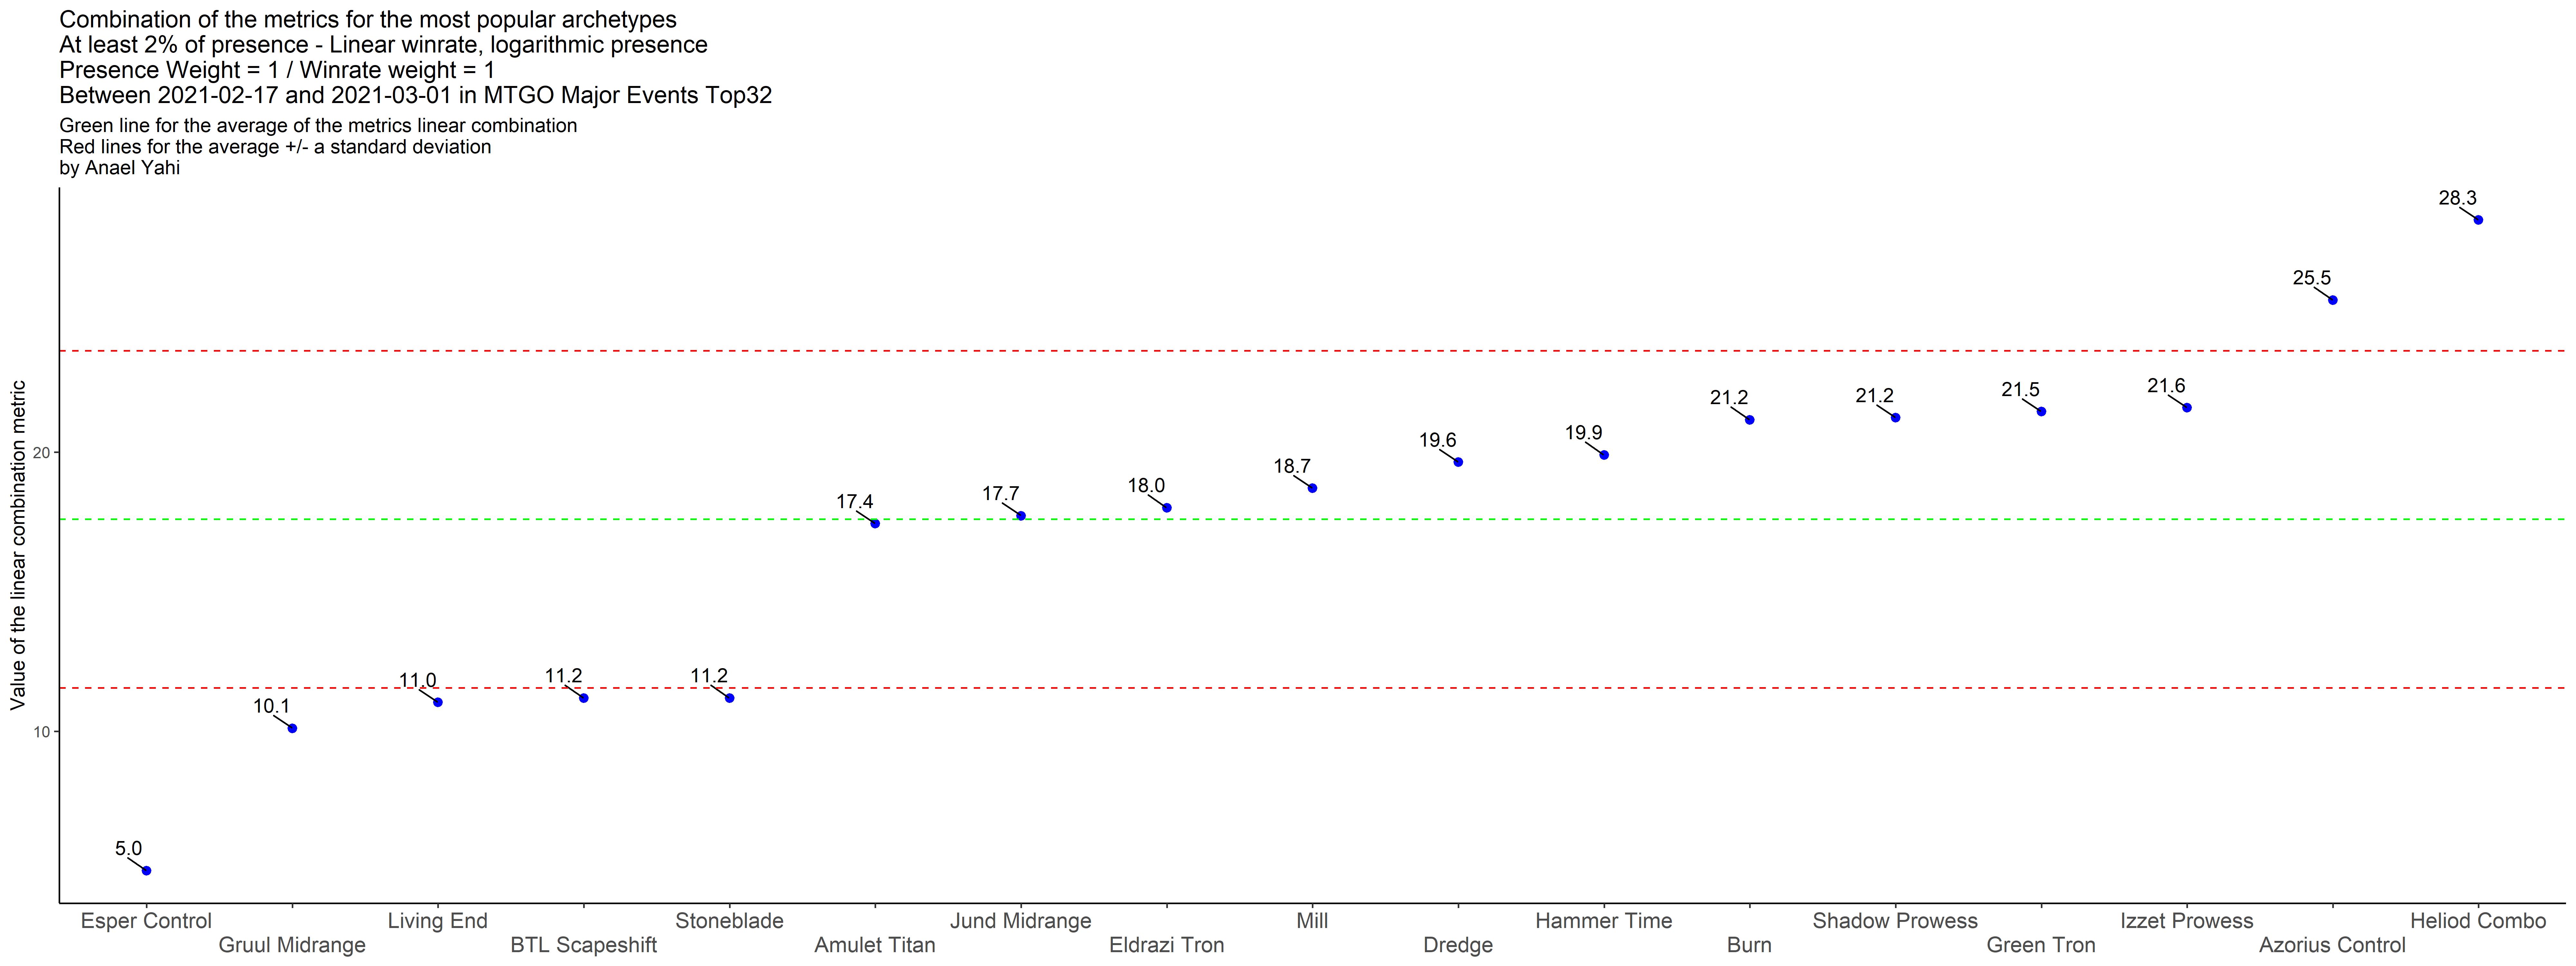 Combination of the metrics for the most popular archetypes
At least 2% of presence - Linear winrate, logarithmic presence
Presence Weight = 1 / Winrate weight = 1
Between 2021-02-17 and 2021-03-01 in MTGO Major Events Top32
Green line for the average of the metrics linear combination
Red lines for the average +/- a standard deviation
by Anael Yahi
Value of the linear combination metric
20
10
5.0
10.1
11.0
11.2
11.2
17.4
17.7
18.0
18.7
19.6
19.9
21.2
21.2
21.5
21.6
25.5
28.3
Esper Control
Gruul Midrange
Living End
BTL Scapeshift
Stoneblade
Amulet Titan
Jund Midrange
Eldrazi Tron
Mill
Dredge
Hammer Time
Burn
Shadow Prowess
Green Tron
Izzet Prowess
Azorius Control
Heliod Combo